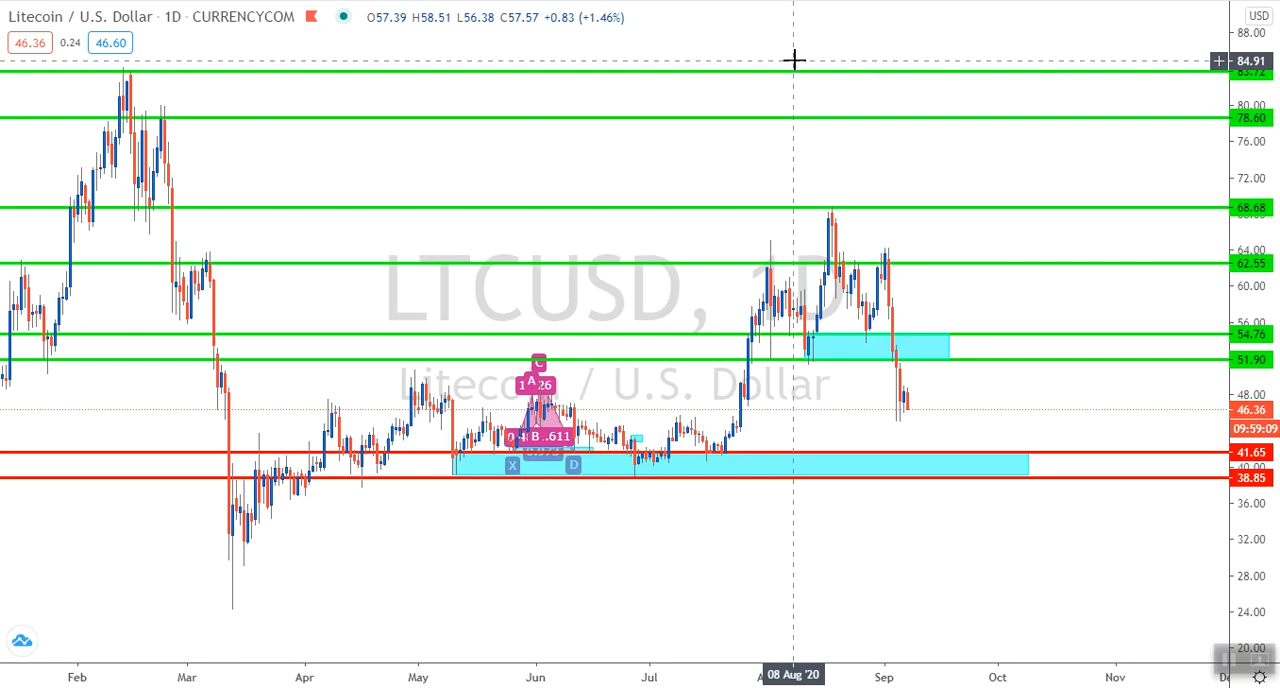 Litecoin / U.S. Dollar · 1D · CURRENCYCOM O57.39 H58.51 L56.38 C57.57 +0.83 (+1.46%)
USD
46.36 0.24 46.60
88.00
84.91
83.72
80.00
78.60
76.00
72.00
68.68
64.00
62.55
60.00
56.00
54.76
51.90
48.00
46.36
09:59:09
41.65
40.00
38.85
36.00
32.00
28.00
24.00
20.00
LTCUSD, 1D
Litecoin / U.S. Dollar
C
A
B
.611
X
D
Feb Mar Apr May Jun Jul 08 Aug '20 Sep Oct Nov